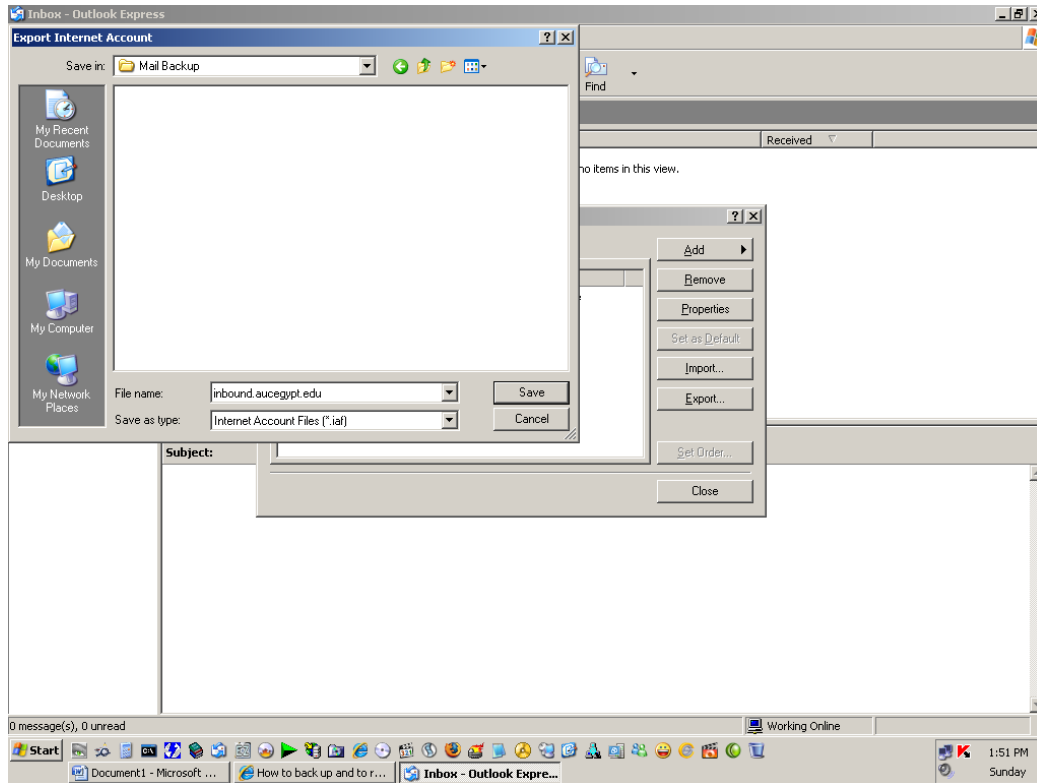 Inbox - Outlook Express
Export Internet Account
Save in:
Mail Backup
Find
My Recent
Documents
Received
no items in this view.
Desktop
My Documents
Add
Remove
My Computer
Properties
Set as Default
Import...
My Network
Places
File name:
inbound.aucegypt.edu
Save
Export...
Save as type:
Internet Account Files (*.iaf)
Cancel
Subject:
Set Order...
Close
0 message(s), 0 unread
Working Online
Start
1:51 PM
Document1 - Microsoft ...
How to back up and to r...
Inbox - Outlook Expre...
Sunday